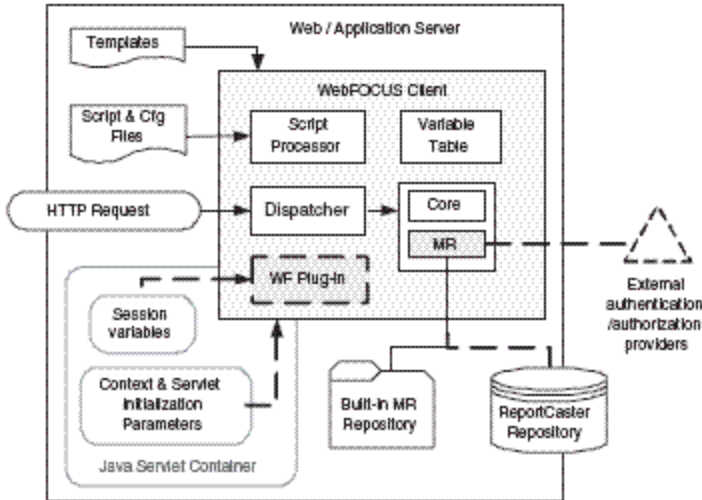 Web / Application Server
Templates
WebFOCUS Client
Script & Cfg
Files
Script
Processor
Variable
Table
HTTP Request
Dispatcher
Core
MR
WF Plug-In
External
authentication
/authorization
providers
Session
variables
Context & Servlet
Initialization
Parameters
Built-In MR
Repository
ReportCaster
Repository
Java Servlet Container